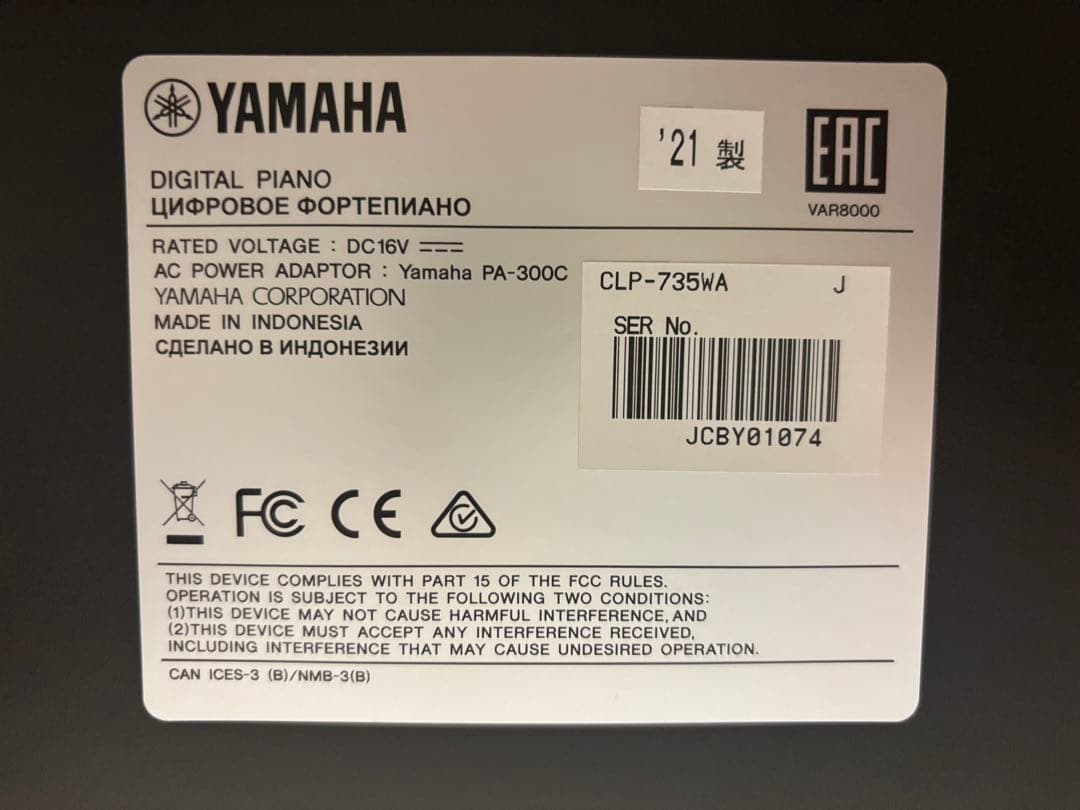 YAMAHA
'21 製
EAC
VAR8000
DIGITAL PIANO
ЦИФРОВОЕ ФОРТЕПИАНО
RATED VOLTAGE : DC16V
AC POWER ADAPTOR : Yamaha PA-300C
YAMAHA CORPORATION
MADE IN INDONESIA
СДЕЛАНО В ИНДОНЕЗИИ
CLP-735WA J
SER No.
JCBY01074
FC CE
THIS DEVICE COMPLIES WITH PART 15 OF THE FCC RULES.
OPERATION IS SUBJECT TO THE FOLLOWING TWO CONDITIONS:
(1)THIS DEVICE MAY NOT CAUSE HARMFUL INTERFERENCE, AND
(2)THIS DEVICE MUST ACCEPT ANY INTERFERENCE RECEIVED,
INCLUDING INTERFERENCE THAT MAY CAUSE UNDESIRED OPERATION.
CAN ICES-3 (B)/NMB-3(B)